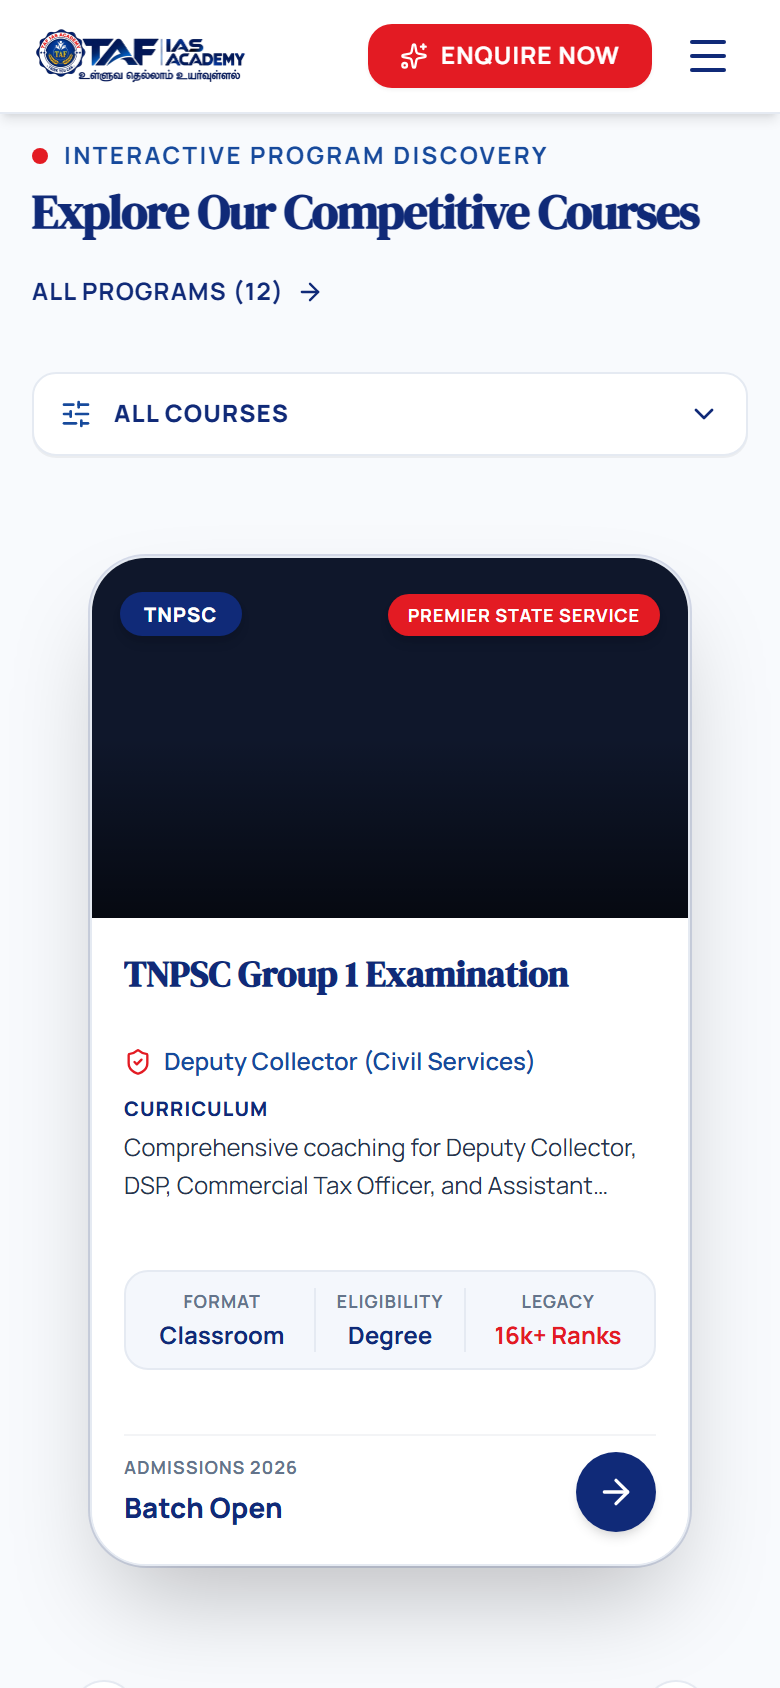 TAF IAS ACADEMY
உள்ளுவ தெல்லாம் உயர்வுள்ளல்
ENQUIRE NOW
INTERACTIVE PROGRAM DISCOVERY
Explore Our Competitive Courses
ALL PROGRAMS (12)
ALL COURSES
TNPSC
PREMIER STATE SERVICE
TNPSC Group 1 Examination
Deputy Collector (Civil Services)
CURRICULUM
Comprehensive coaching for Deputy Collector,
DSP, Commercial Tax Officer, and Assistant...
FORMAT ELIGIBILITY LEGACY
Classroom Degree 16k+ Ranks
ADMISSIONS 2026
Batch Open